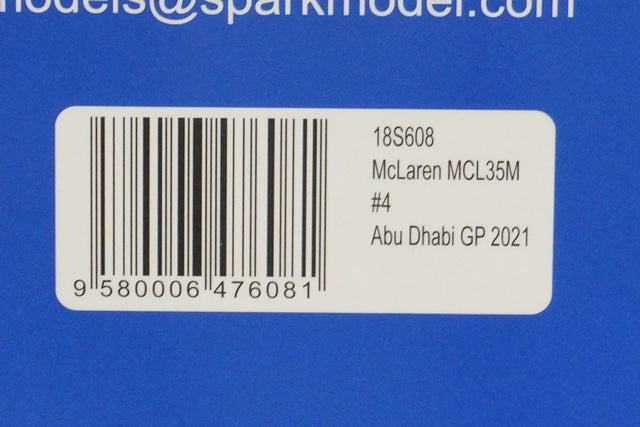 models@sparkmodel.com
18S608
McLaren MCL35M
#4
Abu Dhabi GP 2021
9 580006 476081